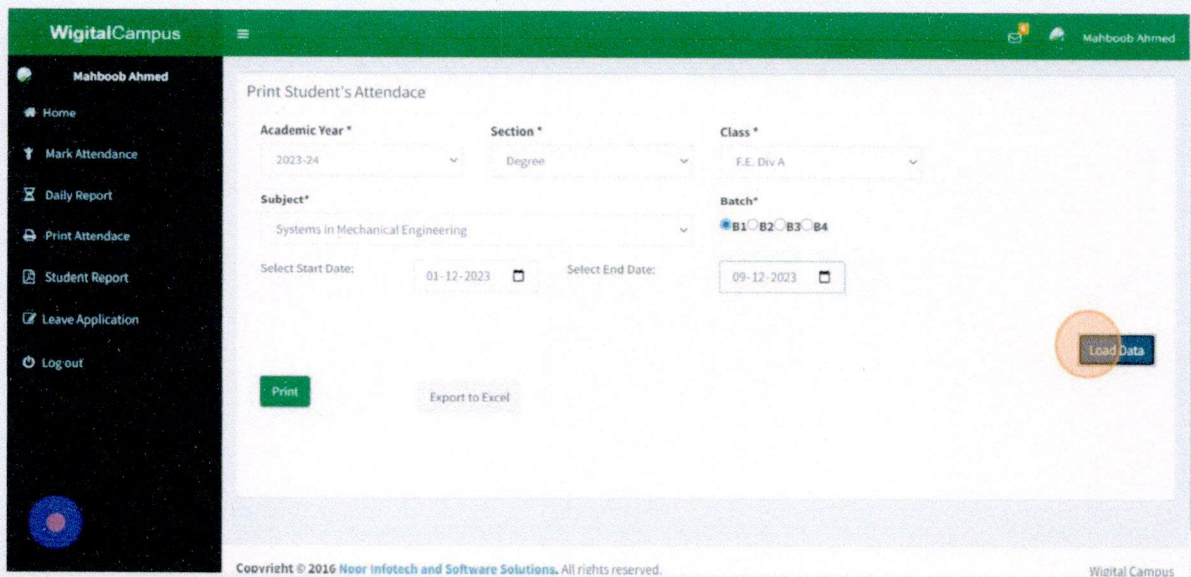 WigitalCampus
4
Mahboob Ahmed
Mahboob Ahmed
Home
Mark Attendance
Daily Report
Print Attendace
Student Report
Leave Application
Log out
Print Student's Attendace
Academic Year * Section * Class *
2023-24 Degree F.E. Div A
Subject* Batch*
Systems in Mechanical Engineering B1 B2 B3 B4
Select Start Date: 01-12-2023 Select End Date: 09-12-2023
Load Data
Print Export to Excel
Copyright © 2016 Noor Infotech and Software Solutions. All rights reserved. Wigital Campus